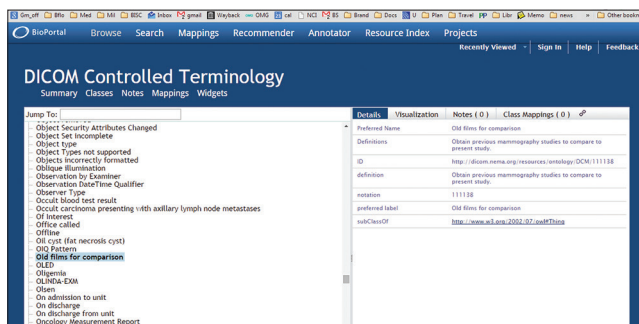 Gm_off Bflo Med Mil BISC Inbox gmail Wayback OMG cal NCI BS Brand Docs U Plan Travel PP Libr Memo news » Other bookn
BioPortal Browse Search Mappings Recommender Annotator Resource Index Projects
Recently Viewed Sign In Help Feedback
DICOM Controlled Terminology
Summary Classes Notes Mappings Widgets
Jump To:
Object Security Attributes Changed
Object Set Incomplete
Object type
Object Types not supported
Objects incorrectly formatted
Oblique illumination
Observation by Examiner
Observation DateTime Qualifier
Observer Type
Occult blood test result
Occult carcinoma presenting with axillary lymph node metastases
Of Interest
Office called
Offline
Oil cyst (fat necrosis cyst)
OIQ Pattern
Old films for comparison
OLED
Oligemia
OLINDA-EXM
Olsen
On admission to unit
On discharge
On discharge from unit
Oncology Measurement Report
Details Visualization Notes ( 0 ) Class Mappings ( 0 )
Preferred Name Old films for comparison
Definitions Obtain previous mammography studies to compare to
present study.
ID http://dicom.nema.org/resources/ontology/DCM/111138
definition Obtain previous mammography studies to compare to
present study.
notation 111138
preferred label Old films for comparison
subClassOf http://www.w3.org/2002/07/owl#Thing